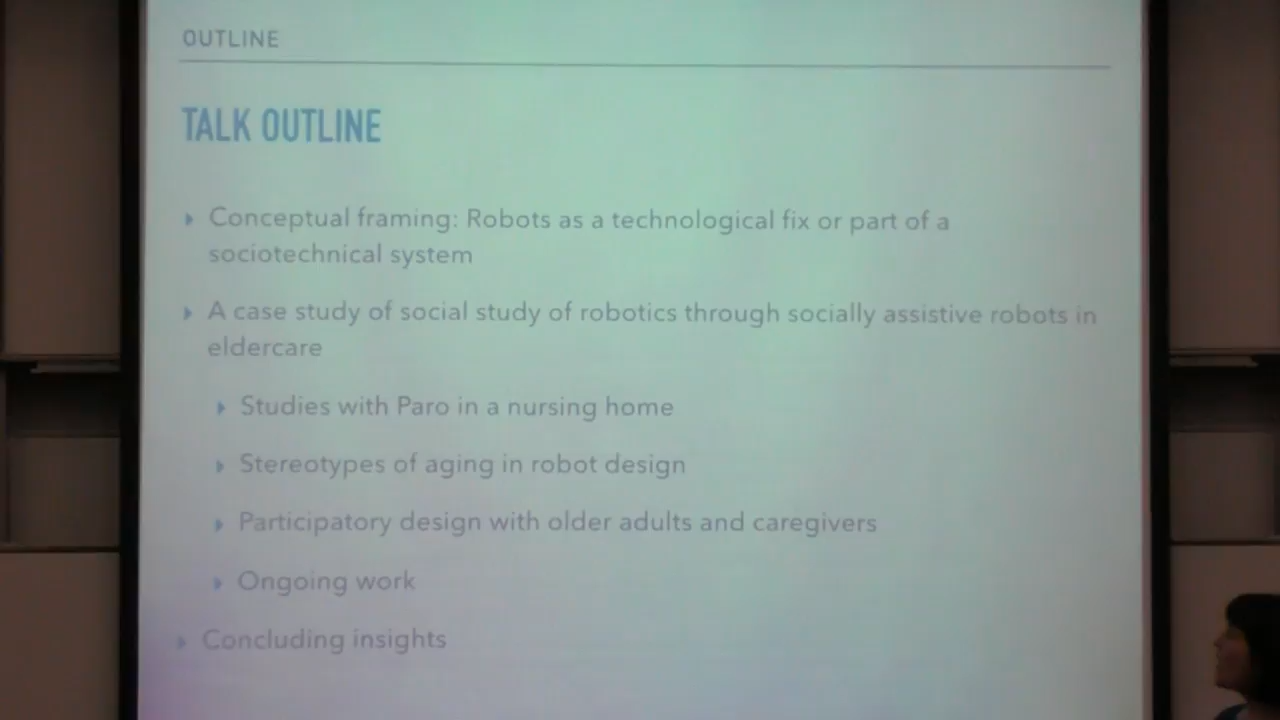 OUTLINE
TALK OUTLINE
Conceptual framing: Robots as a technological fix or part of a
sociotechnical system
A case study of social study of robotics through socially assistive robots in
eldercare
Studies with Paro in a nursing home
Stereotypes of aging in robot design
Participatory design with older adults and caregivers
Ongoing work
Concluding insights